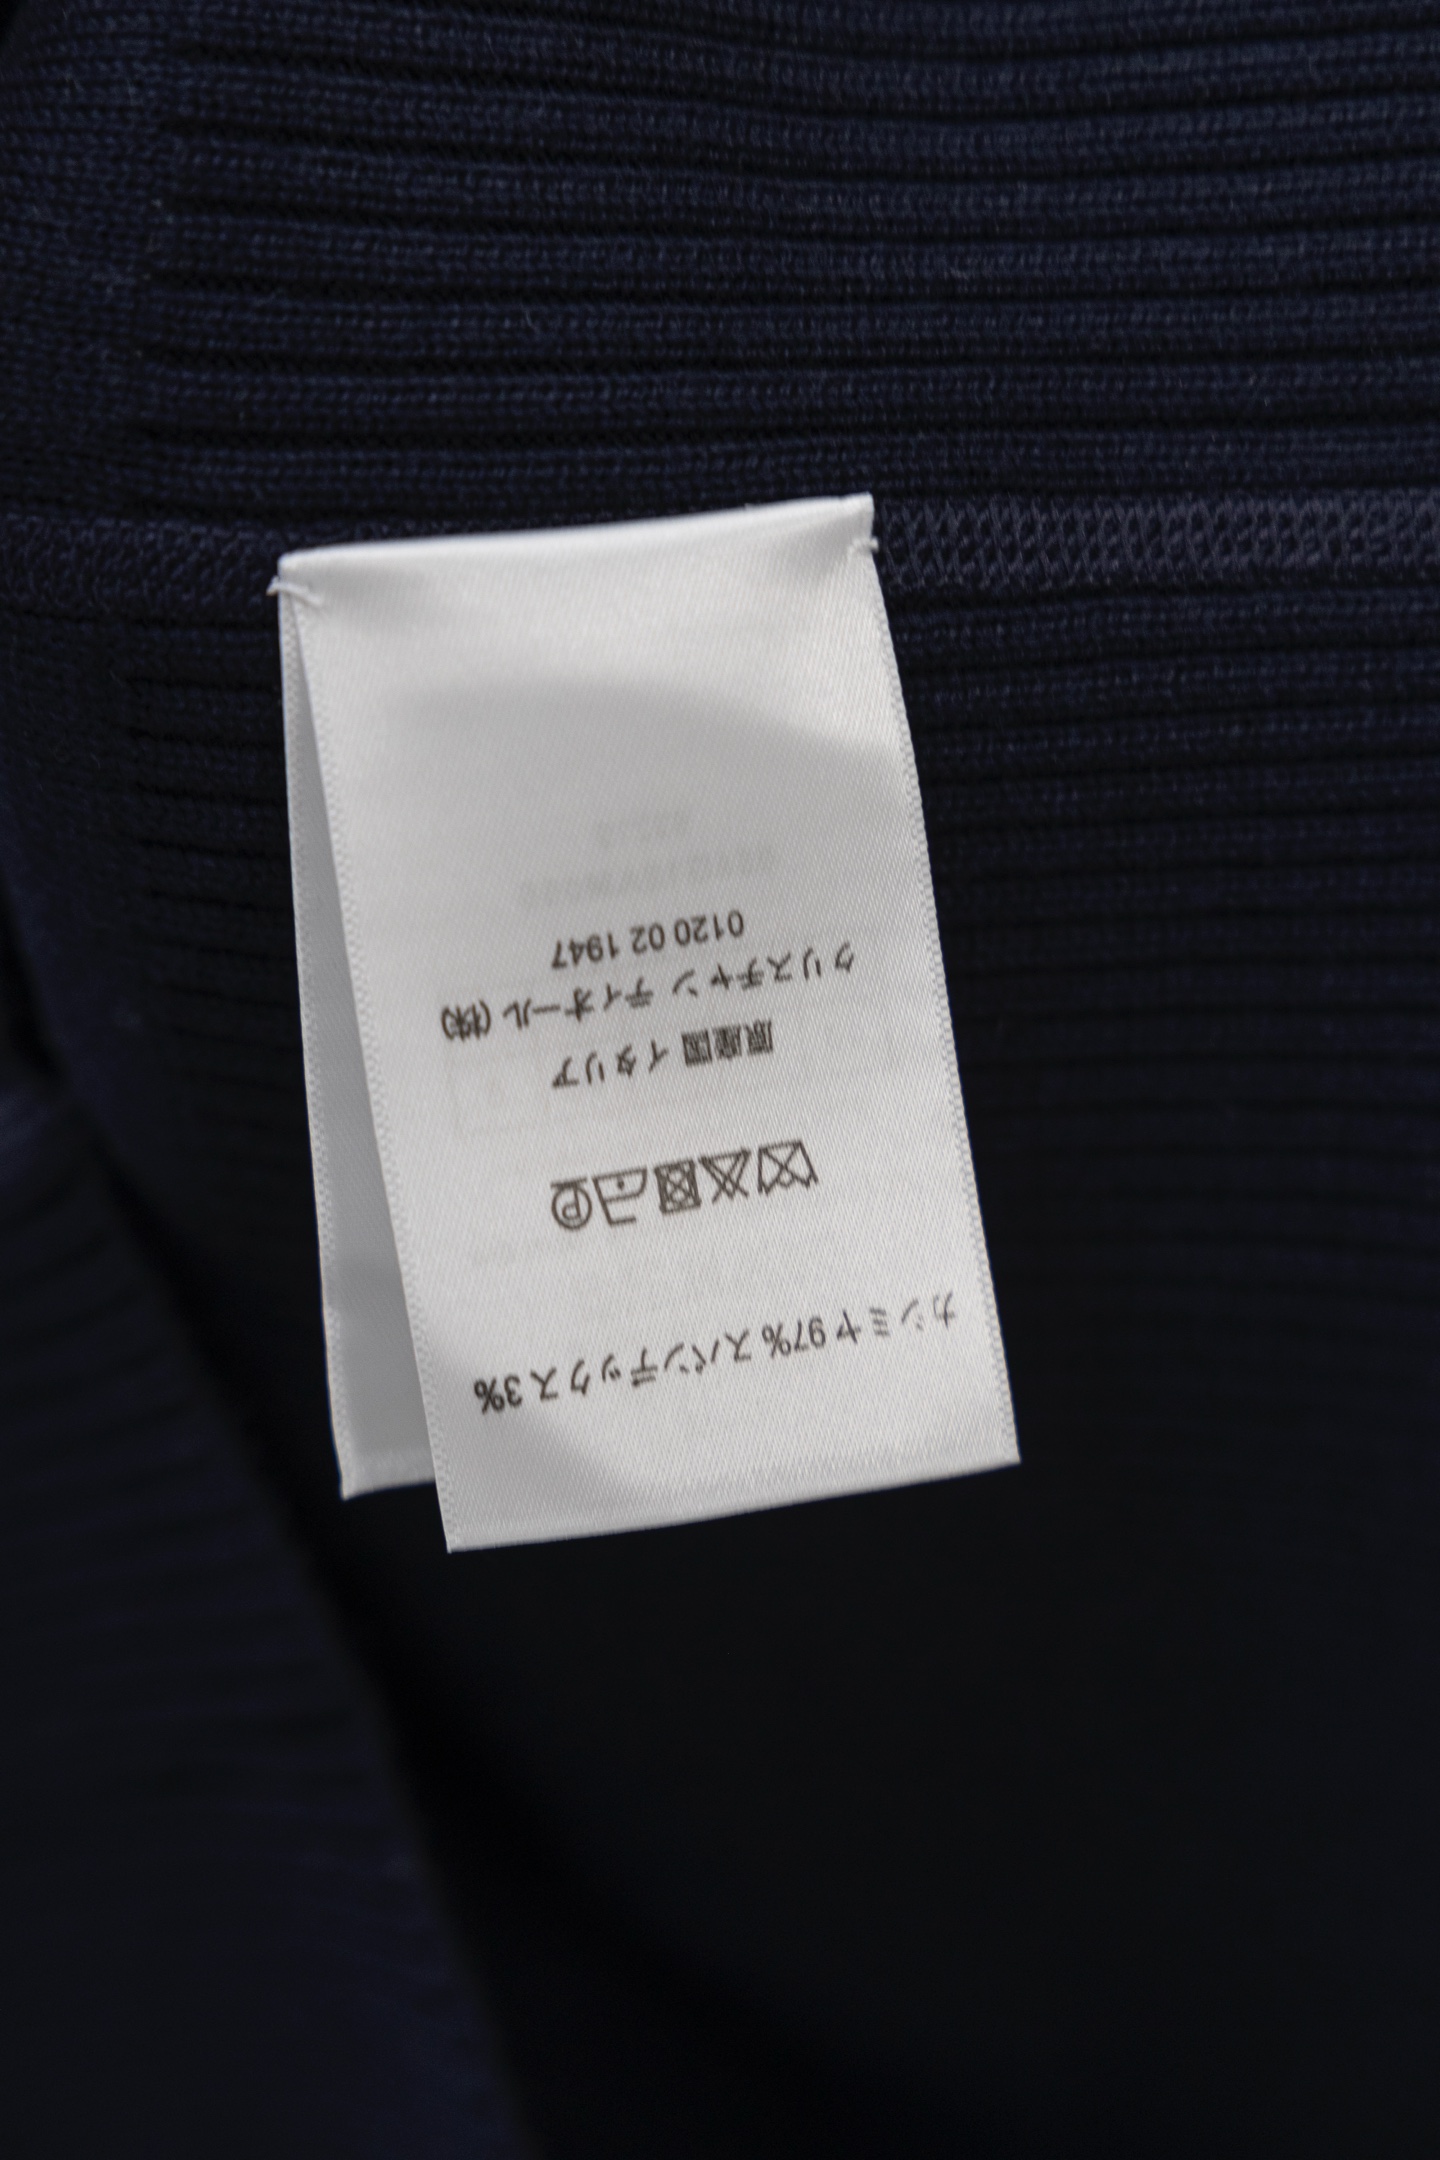 カシミヤ 97% スパンデックス 3%
原産国 イタリア
クリスチャン ディオール (株)
0120 02 1947